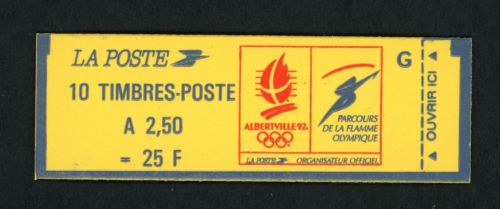 LA POSTE
10 TIMBRES-POSTE
A 2,50
= 25 F
ALBERTVILLE 92.
PARCOURS
DE LA FLAMME
OLYMPIQUE
LA POSTE ORGANISATEUR OFFICIEL
G
OUVRIR ICI